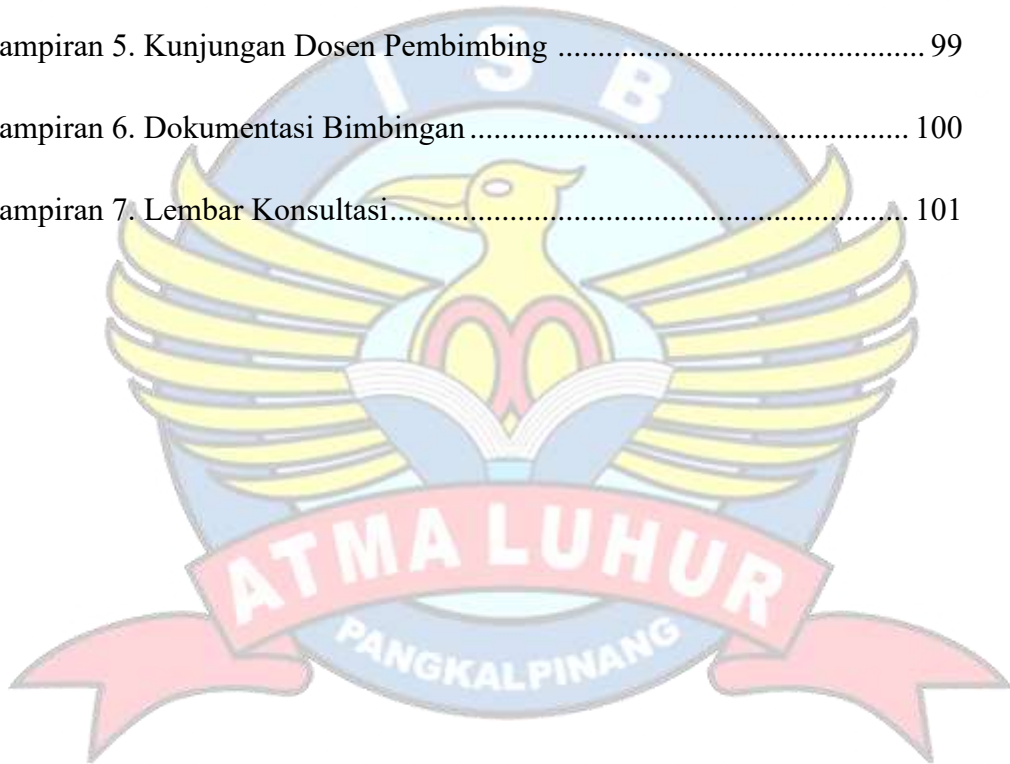 ampiran 5. Kunjungan Dosen Pembimbing ............................................. 99
ampiran 6. Dokumentasi Bimbingan ...................................................... 100
ampiran 7. Lembar Konsultasi................................................................ 101
I S B
ATMA LUHUR
PANGKALPINANG